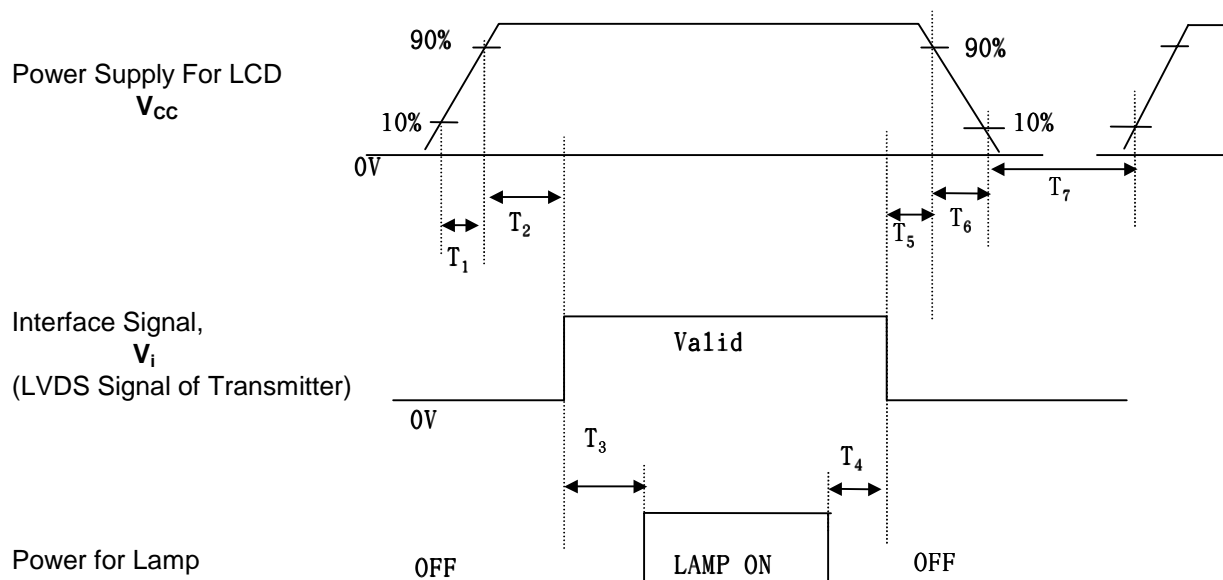 90%
90%
Power Supply For LCD
VCC
10%
10%
0V
T7
T2
T5
T6
T1
Interface Signal,
Vi
(LVDS Signal of Transmitter)
Valid
0V
T3
T4
Power for Lamp
OFF
LAMP ON
OFF